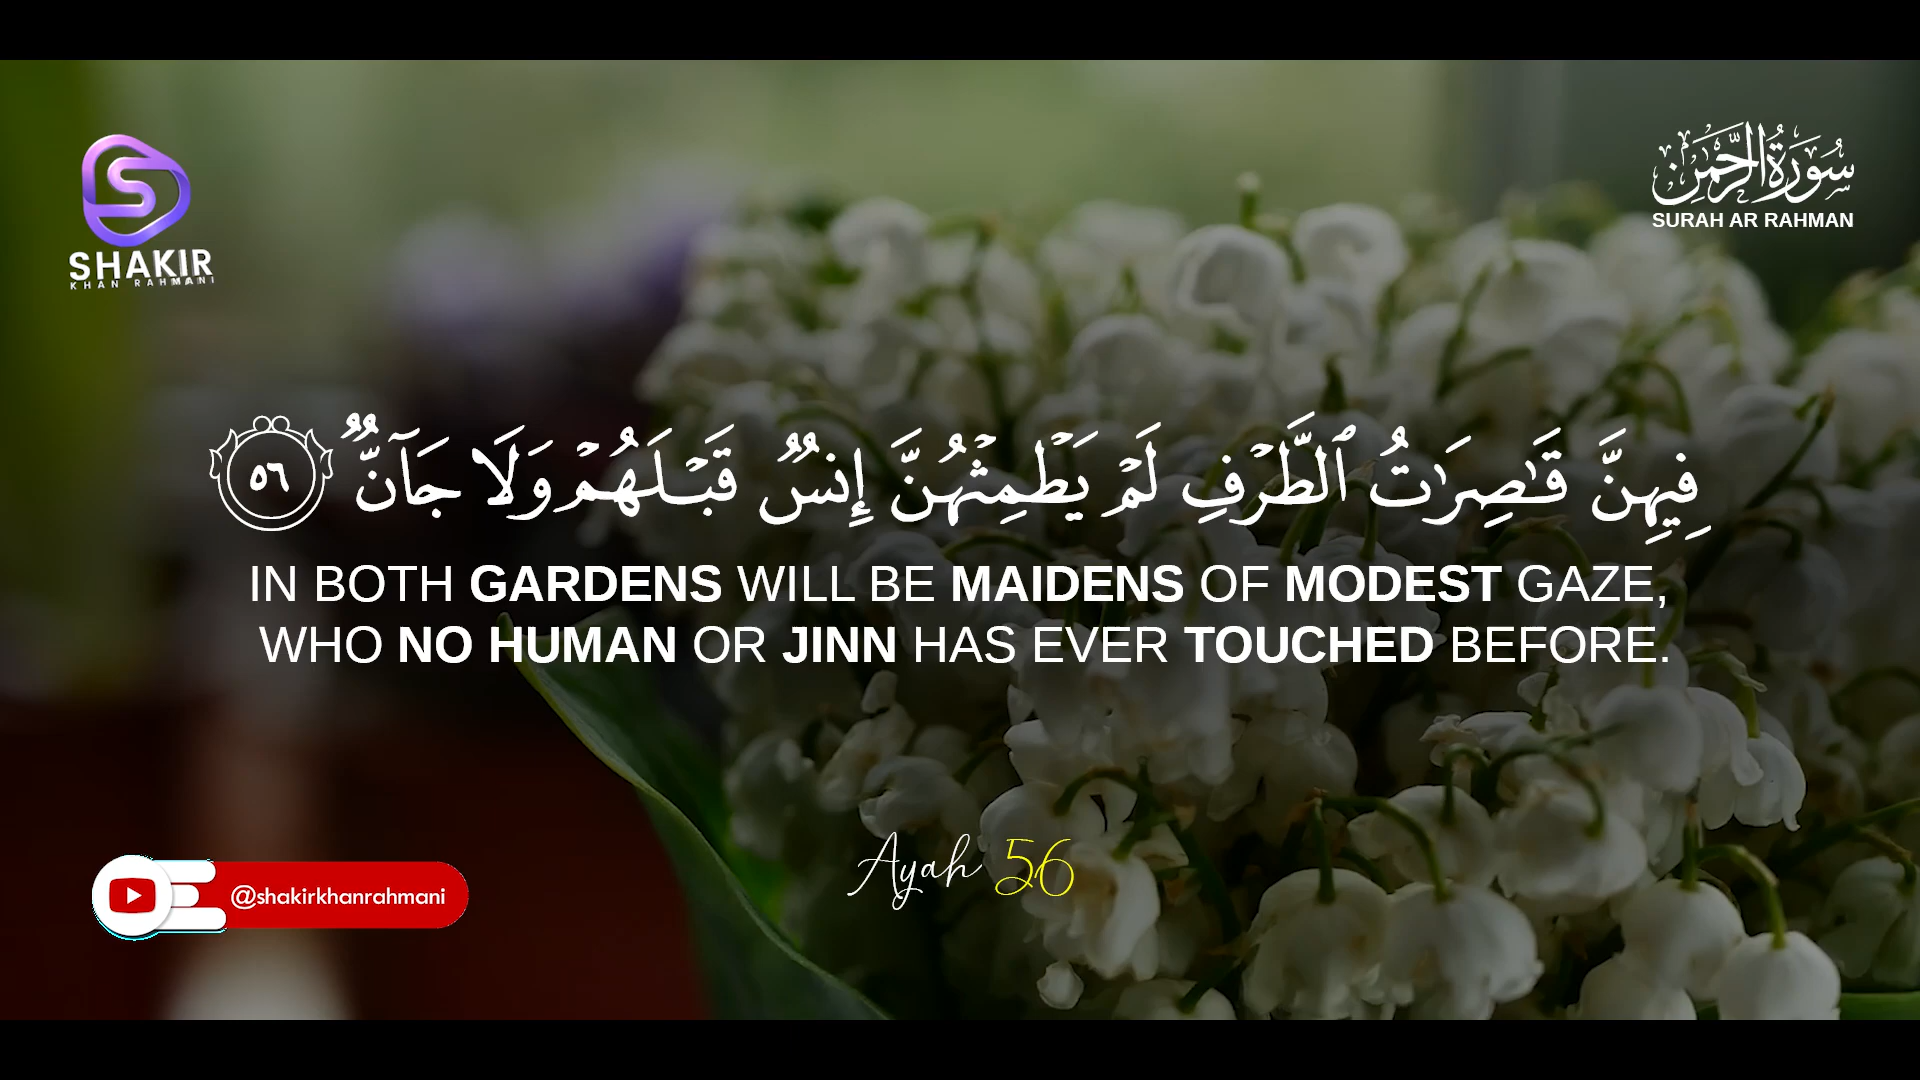 SHAKIR
KHAN RAHMANI
سُورَةُ الرَّحْمَٰن
SURAH AR RAHMAN
فِيهِنَّ قَـٰصِرَٰتُ ٱلطَّرۡفِ لَمۡ يَطۡمِثۡهُنَّ إِنسٞ قَبۡلَهُمۡ وَلَا جَآنّٞ ٥٦
IN BOTH GARDENS WILL BE MAIDENS OF MODEST GAZE,
WHO NO HUMAN OR JINN HAS EVER TOUCHED BEFORE.
Ayah 56
@shakirkhanrahmani